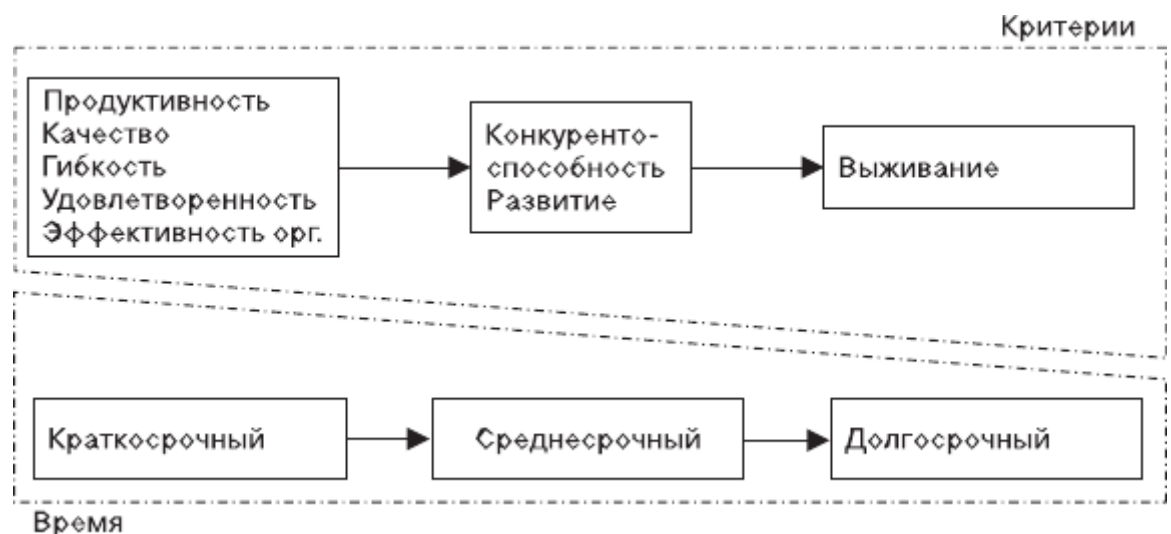 Критерии
Продуктивность
Качество
Гибкость
Удовлетворенность
Эффективность орг.
Конкуренто-
способность
Развитие
Выживание
Краткосрочный
Среднесрочный
Долгосрочный
Время